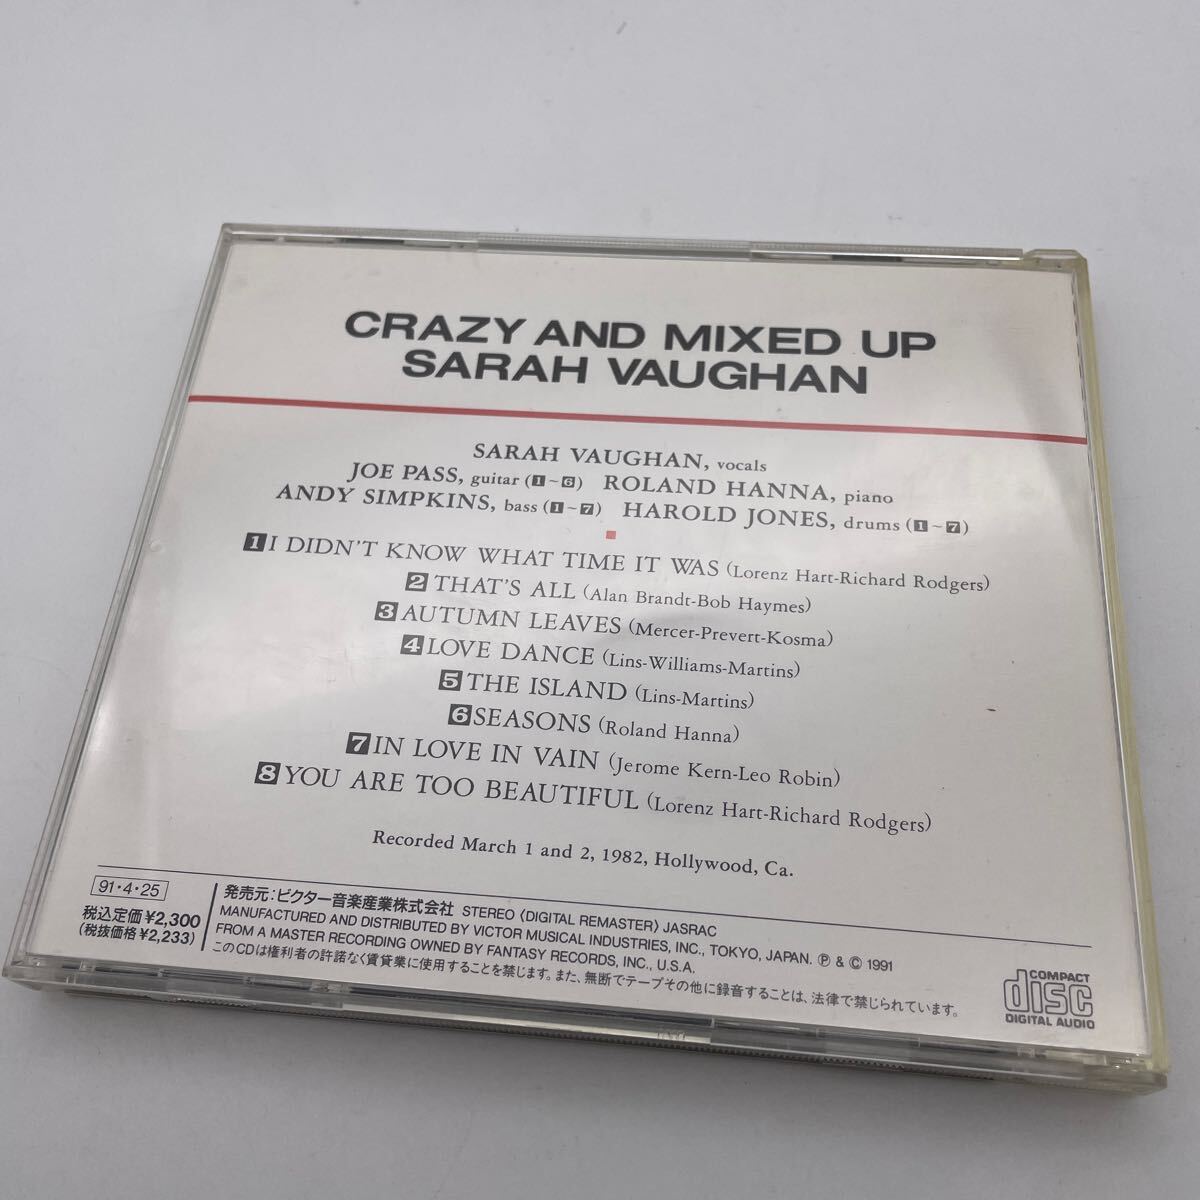 CRAZY AND MIXED UP
SARAH VAUGHAN
SARAH VAUGHAN, vocals
JOE PASS, guitar (1~6) ROLAND HANNA, piano
ANDY SIMPKINS, bass (1~7) HAROLD JONES, drums (1~7)
1 I DIDN'T KNOW WHAT TIME IT WAS (Lorenz Hart-Richard Rodgers)
2 THAT'S ALL (Alan Brandt-Bob Haymes)
3 AUTUMN LEAVES (Mercer-Prevert-Kosma)
4 LOVE DANCE (Lins-Williams-Martins)
5 THE ISLAND (Lins-Martins)
6 SEASONS (Roland Hanna)
7 IN LOVE IN VAIN (Jerome Kern-Leo Robin)
8 YOU ARE TOO BEAUTIFUL (Lorenz Hart-Richard Rodgers)
Recorded March 1 and 2, 1982, Hollywood, Ca.
91・4・25
税込定価¥2,300
(税抜価格¥2,233)
発売元:ビクター音楽産業株式会社 STEREO 〈DIGITAL REMASTER〉 JASRAC
MANUFACTURED AND DISTRIBUTED BY VICTOR MUSICAL INDUSTRIES, INC., TOKYO, JAPAN. ℗ & © 1991
FROM A MASTER RECORDING OWNED BY FANTASY RECORDS, INC., U.S.A.
このCDは権利者の許諾なく賃貸業に使用することを禁じます。また、無断でテープその他に録音することは、法律で禁じられています。
COMPACT
disc
DIGITAL AUDIO